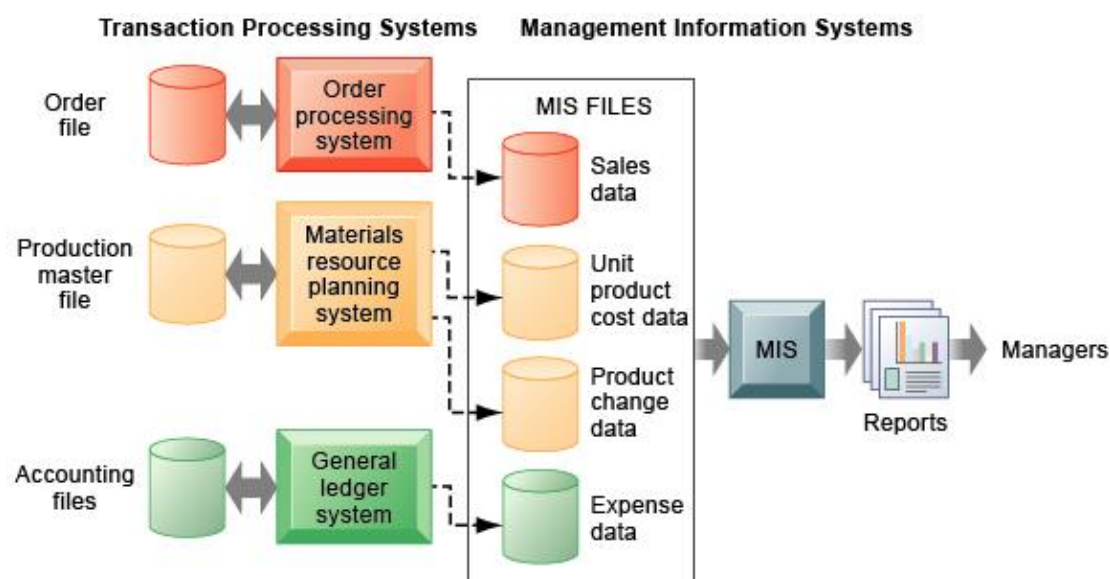 Transaction Processing Systems
Management Information Systems
Order
file
Order
processing
system
MIS FILES
Sales
data
Production
master
file
Materials
resource
planning
system
Unit
product
cost data
Product
change
data
MIS
Reports
Managers
Accounting
files
General
ledger
system
Expense
data